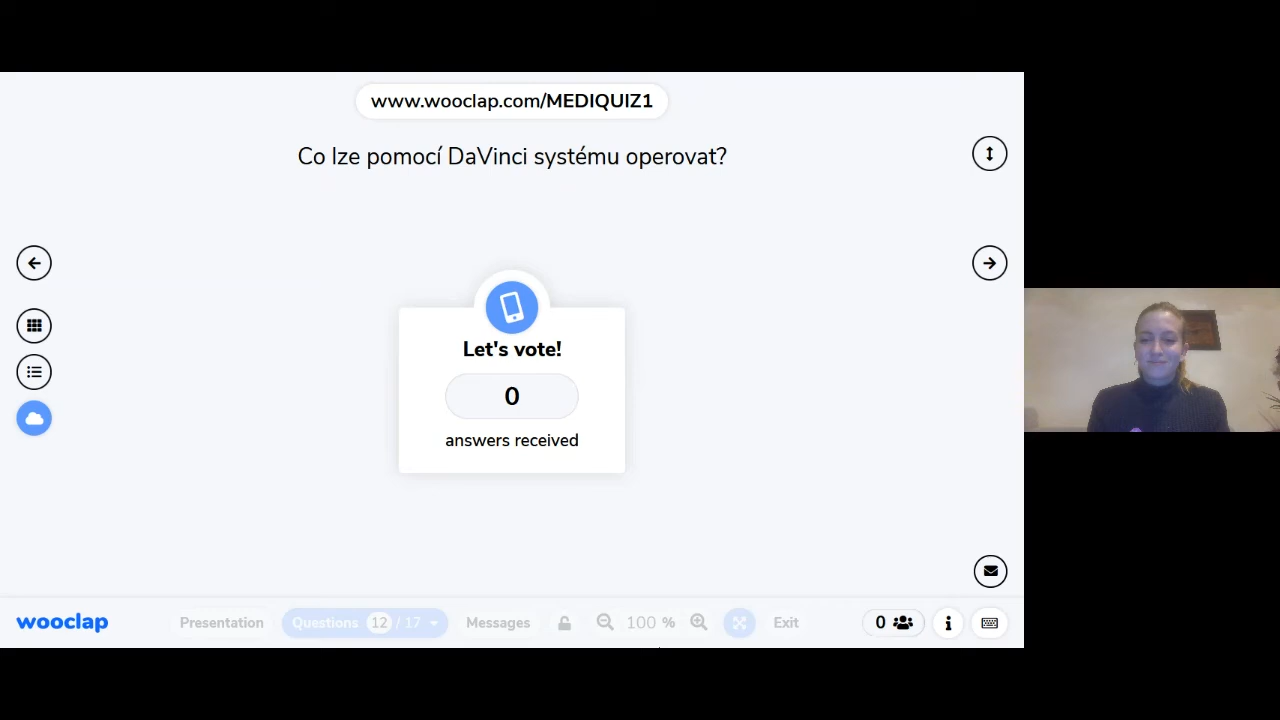 www.wooclap.com/MEDIQUIZ1
Co lze pomocí DaVinci systému operovat?
Let's vote!
0
answers received
wooclap
Presentation
Questions 12 / 17
Messages
100 %
Exit
0
i